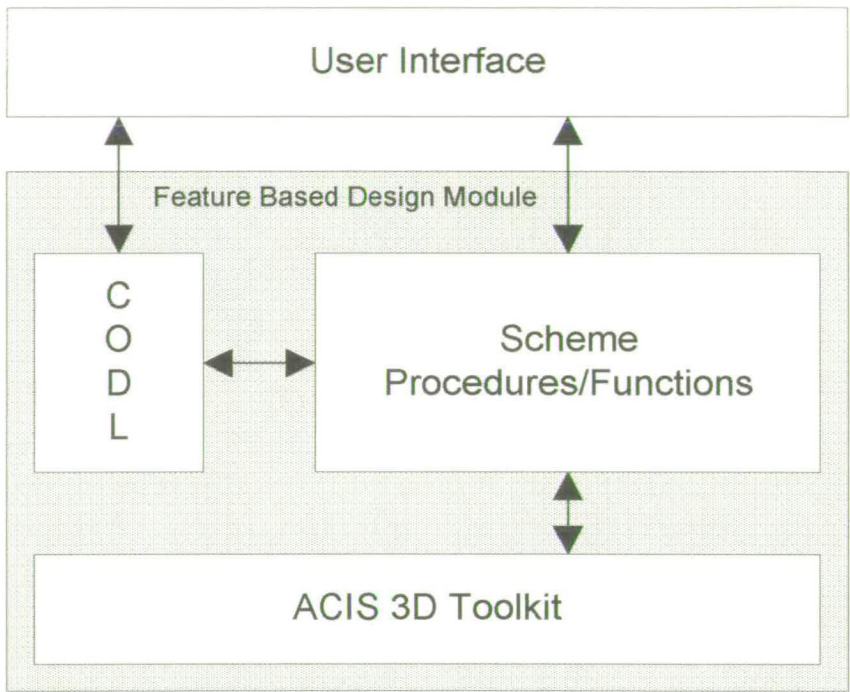 User Interface
Feature Based Design Module
C
O
D
L
Scheme
Procedures/Functions
ACIS 3D Toolkit